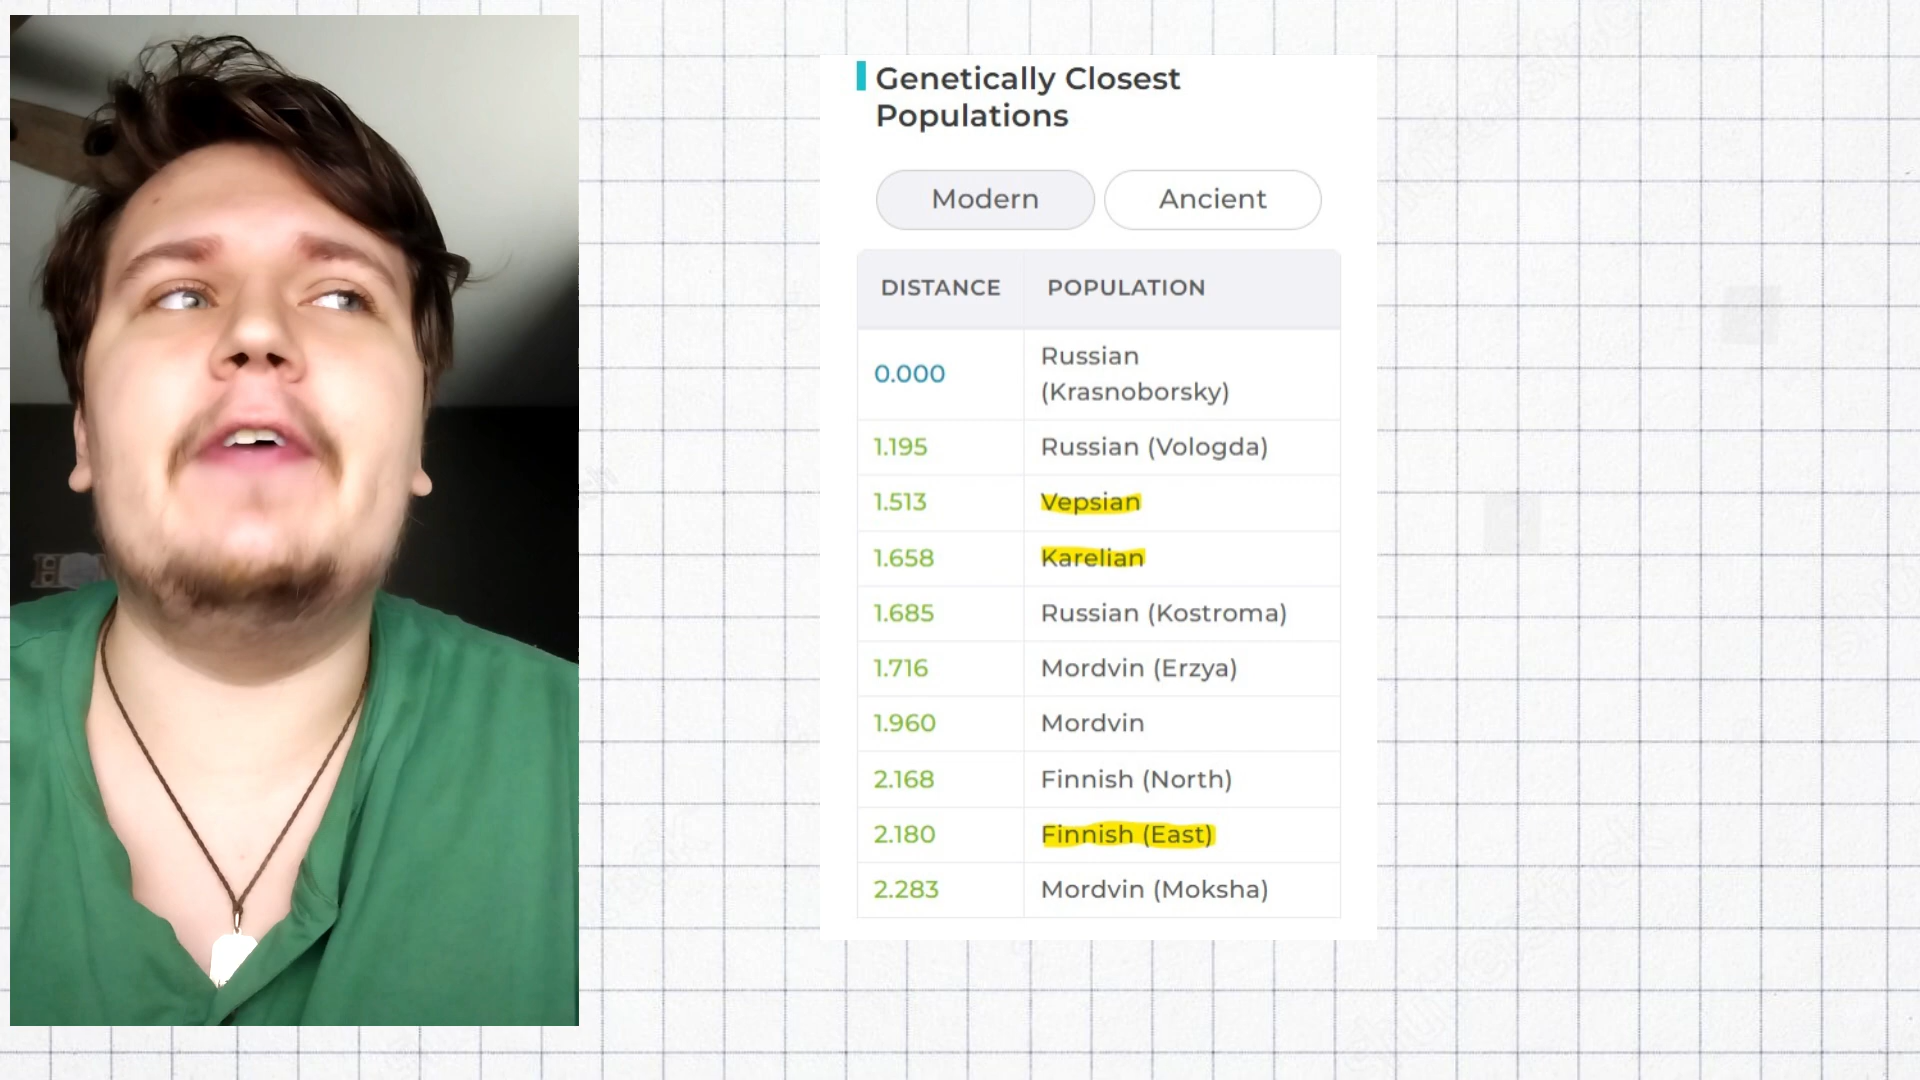 Genetically Closest
Populations
Modern
Ancient
DISTANCE POPULATION
0.000 Russian
(Krasnoborsky)
1.195 Russian (Vologda)
1.513 Vepsian
1.658 Karelian
1.685 Russian (Kostroma)
1.716 Mordvin (Erzya)
1.960 Mordvin
2.168 Finnish (North)
2.180 Finnish (East)
2.283 Mordvin (Moksha)